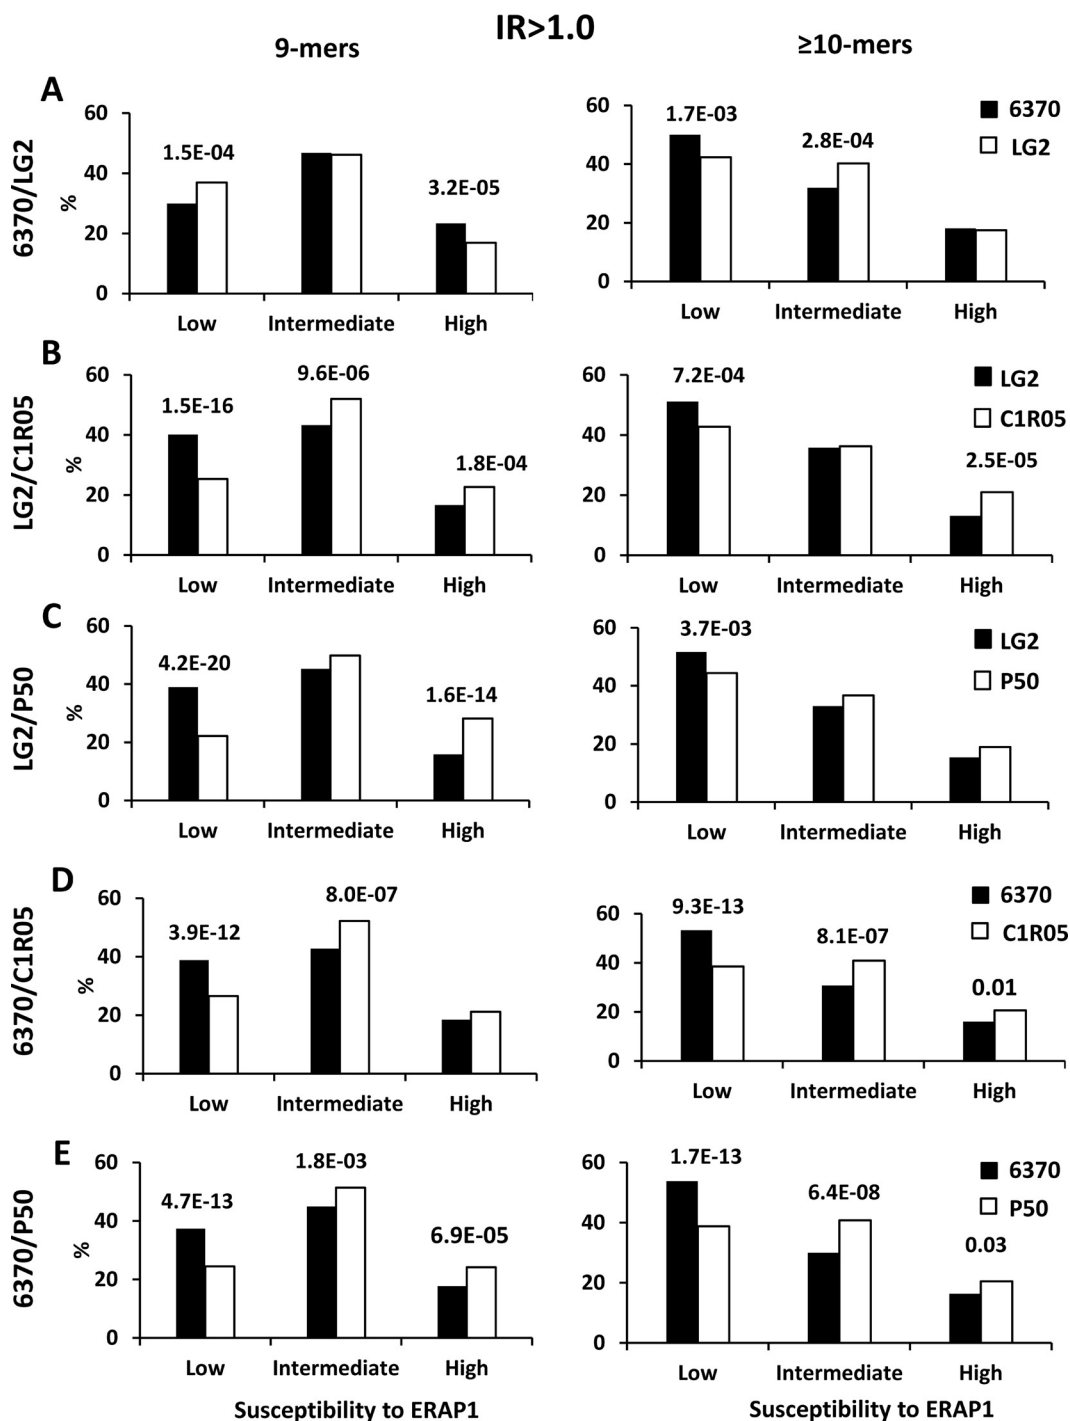 IR>1.0
9-mers
≥10-mers
A
6370/LG2
%
60
40
20
0
1.5E-04
3.2E-05
Low
Intermediate
High
60
40
20
0
1.7E-03
2.8E-04
6370
LG2
Low
Intermediate
High
B
LG2/C1R05
%
60
40
20
0
1.5E-16
9.6E-06
1.8E-04
Low
Intermediate
High
60
40
20
0
7.2E-04
2.5E-05
LG2
C1R05
Low
Intermediate
High
C
LG2/P50
%
60
40
20
0
4.2E-20
1.6E-14
Low
Intermediate
High
60
40
20
0
3.7E-03
LG2
P50
Low
Intermediate
High
D
6370/C1R05
%
60
40
20
0
3.9E-12
8.0E-07
Low
Intermediate
High
60
40
20
0
9.3E-13
8.1E-07
0.01
6370
C1R05
Low
Intermediate
High
E
6370/P50
%
60
40
20
0
4.7E-13
1.8E-03
6.9E-05
Low
Intermediate
High
Susceptibility to ERAP1
60
40
20
0
1.7E-13
6.4E-08
0.03
6370
P50
Low
Intermediate
High
Susceptibility to ERAP1